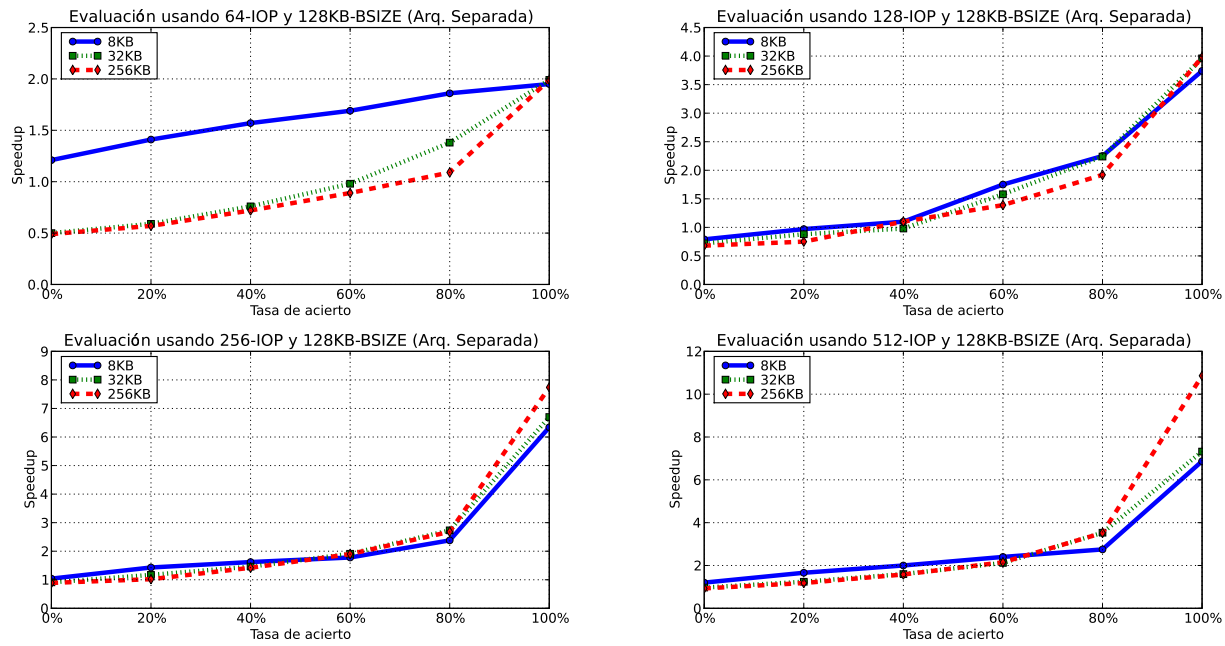 Evaluación usando 64-IOP y 128KB-BSIZE (Arq. Separada)
Speedup
2.5
2.0
1.5
1.0
0.5
0.0
8KB
32KB
256KB
0% 20% 40% 60% 80% 100%
Tasa de acierto
Evaluación usando 128-IOP y 128KB-BSIZE (Arq. Separada)
Speedup
4.5
4.0
3.5
3.0
2.5
2.0
1.5
1.0
0.5
0.0
8KB
32KB
256KB
0% 20% 40% 60% 80% 100%
Tasa de acierto
Evaluación usando 256-IOP y 128KB-BSIZE (Arq. Separada)
Speedup
9
8
7
6
5
4
3
2
1
0
8KB
32KB
256KB
0% 20% 40% 60% 80% 100%
Tasa de acierto
Evaluación usando 512-IOP y 128KB-BSIZE (Arq. Separada)
Speedup
12
10
8
6
4
2
0
8KB
32KB
256KB
0% 20% 40% 60% 80% 100%
Tasa de acierto